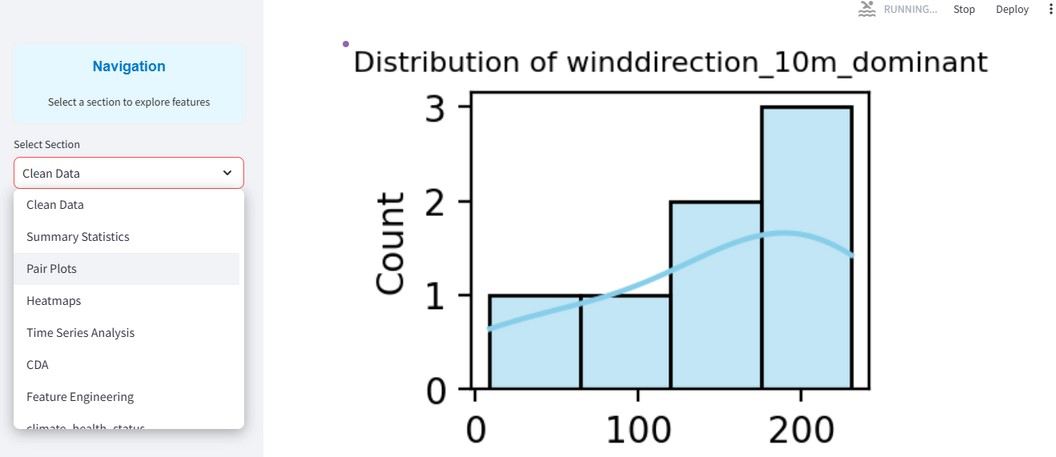 RUNNING... Stop Deploy
Navigation
Select a section to explore features
Select Section
Clean Data
Clean Data
Summary Statistics
Pair Plots
Heatmaps
Time Series Analysis
CDA
Feature Engineering
climate_health_status
Distribution of winddirection_10m_dominant
Count
3
2
1
0
0 100 200